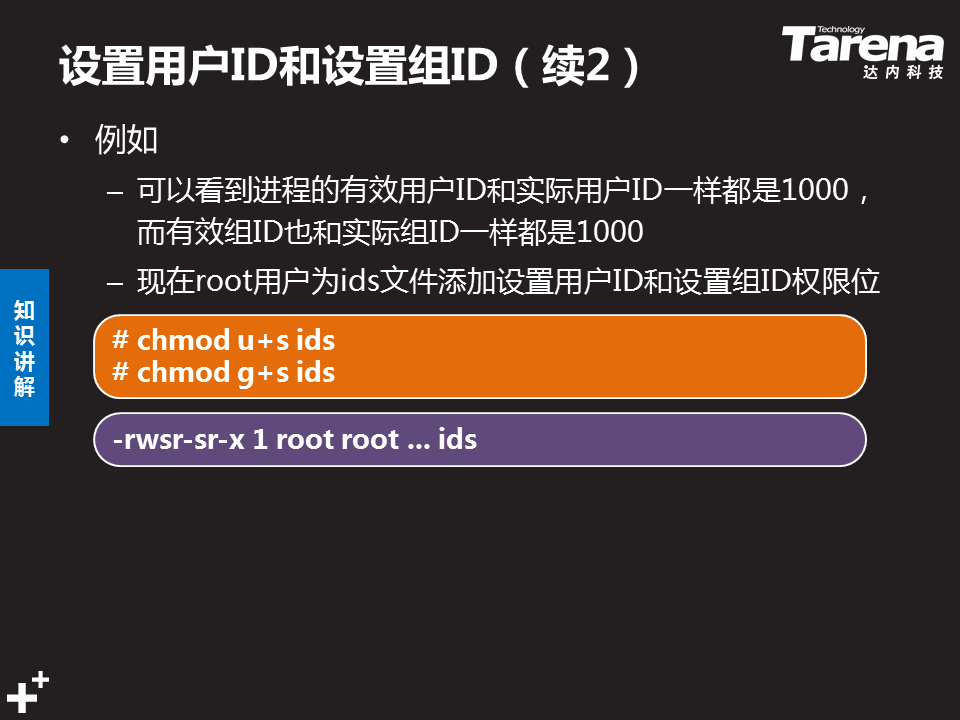 设置用户ID和设置组ID（续2）
Technology
Tarena
达内科技
• 例如
– 可以看到进程的有效用户ID和实际用户ID一样都是1000，
而有效组ID也和实际组ID一样都是1000
– 现在root用户为ids文件添加设置用户ID和设置组ID权限位
知识讲解
# chmod u+s ids
# chmod g+s ids
-rwsr-sr-x 1 root root ... ids